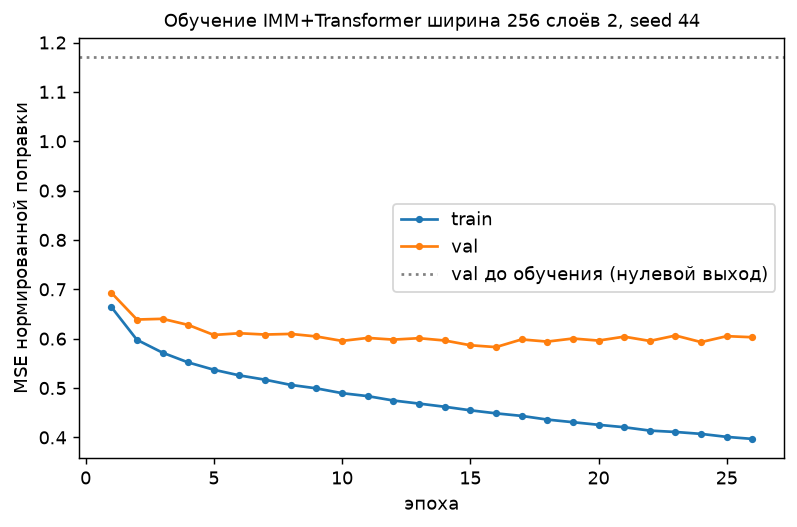 Обучение IMM+Transformer ширина 256 слоёв 2, seed 44
MSE нормированной поправки
1.2
1.1
1.0
0.9
0.8
0.7
0.6
0.5
0.4
train
val
val до обучения (нулевой выход)
0 5 10 15 20 25
эпоха